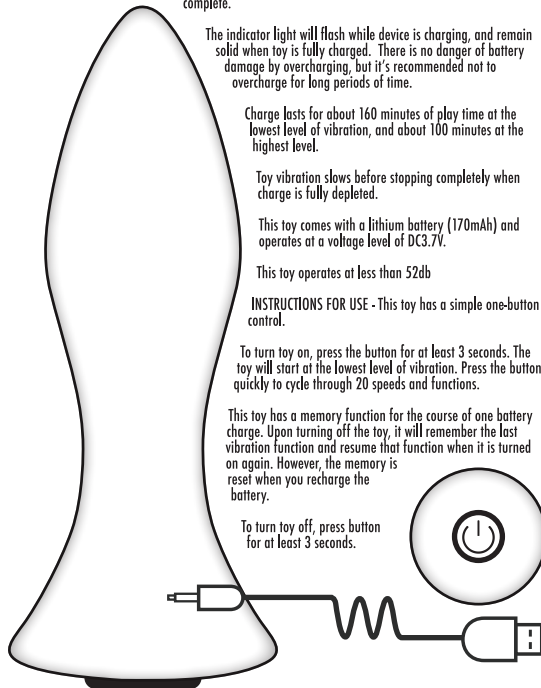 complete.
The indicator light will flash while device is charging, and remain
solid when toy is fully charged. There is no danger of battery
damage by overcharging, but it's recommended not to
overcharge for long periods of time.
Charge lasts for about 160 minutes of play time at the
lowest level of vibration, and about 100 minutes at the
highest level.
Toy vibration slows before stopping completely when
charge is fully depleted.
This toy comes with a lithium battery (170mAh) and
operates at a voltage level of DC3.7V.
This toy operates at less than 52db
INSTRUCTIONS FOR USE - This toy has a simple one-button
control.
To turn toy on, press the button for at least 3 seconds. The
toy will start at the lowest level of vibration. Press the button
quickly to cycle through 20 speeds and functions.
This toy has a memory function for the course of one battery
charge. Upon turning off the toy, it will remember the last
vibration function and resume that function when it is turned
on again. However, the memory is
reset when you recharge the
battery.
To turn toy off, press button
for at least 3 seconds.